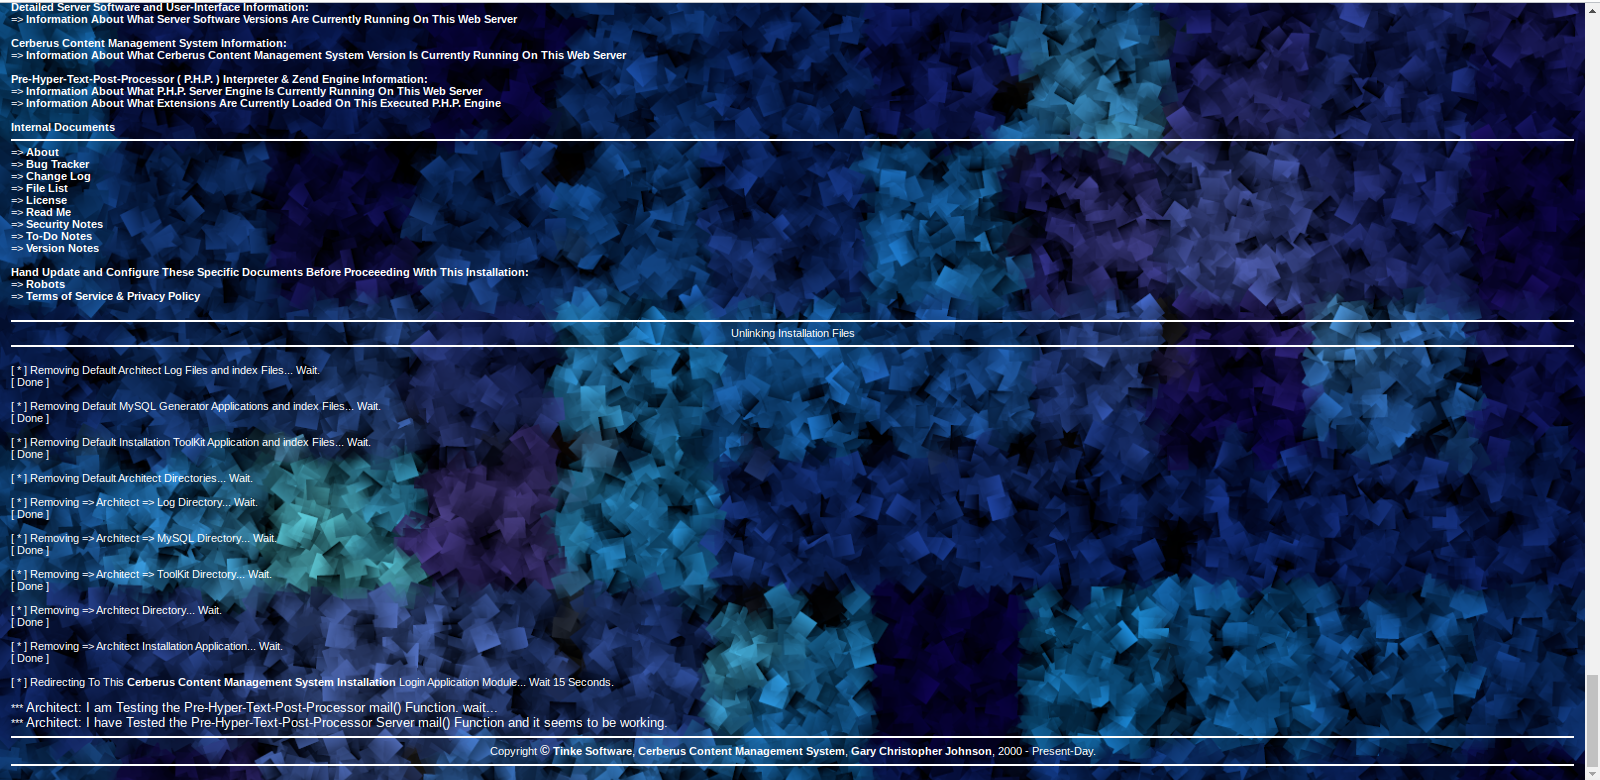 Detailed Server Software and User-Interface Information:
=> Information About What Server Software Versions Are Currently Running On This Web Server
Cerberus Content Management System Information:
=> Information About What Cerberus Content Management System Version Is Currently Running On This Web Server
Pre-Hyper-Text-Post-Processor ( P.H.P. ) Interpreter & Zend Engine Information:
=> Information About What P.H.P. Server Engine Is Currently Running On This Web Server
=> Information About What Extensions Are Currently Loaded On This Executed P.H.P. Engine
Internal Documents
=> About
=> Bug Tracker
=> Change Log
=> File List
=> License
=> Read Me
=> Security Notes
=> To-Do Notes
=> Version Notes
Hand Update and Configure These Specific Documents Before Proceeeding With This Installation:
=> Robots
=> Terms of Service & Privacy Policy
Unlinking Installation Files
[ * ] Removing Default Architect Log Files and index Files... Wait.
[ Done ]
[ * ] Removing Default MySQL Generator Applications and index Files... Wait.
[ Done ]
[ * ] Removing Default Installation ToolKit Application and index Files... Wait.
[ Done ]
[ * ] Removing Default Architect Directories... Wait.
[ * ] Removing => Architect => Log Directory... Wait.
[ Done ]
[ * ] Removing => Architect => MySQL Directory... Wait.
[ Done ]
[ * ] Removing => Architect => ToolKit Directory... Wait.
[ Done ]
[ * ] Removing => Architect Directory... Wait.
[ Done ]
[ * ] Removing => Architect Installation Application... Wait.
[ Done ]
[ * ] Redirecting To This Cerberus Content Management System Installation Login Application Module... Wait 15 Seconds.
*** Architect: I am Testing the Pre-Hyper-Text-Post-Processor mail() Function. wait...
*** Architect: I have Tested the Pre-Hyper-Text-Post-Processor Server mail() Function and it seems to be working.
Copyright © Tinke Software, Cerberus Content Management System, Gary Christopher Johnson, 2000 - Present-Day.